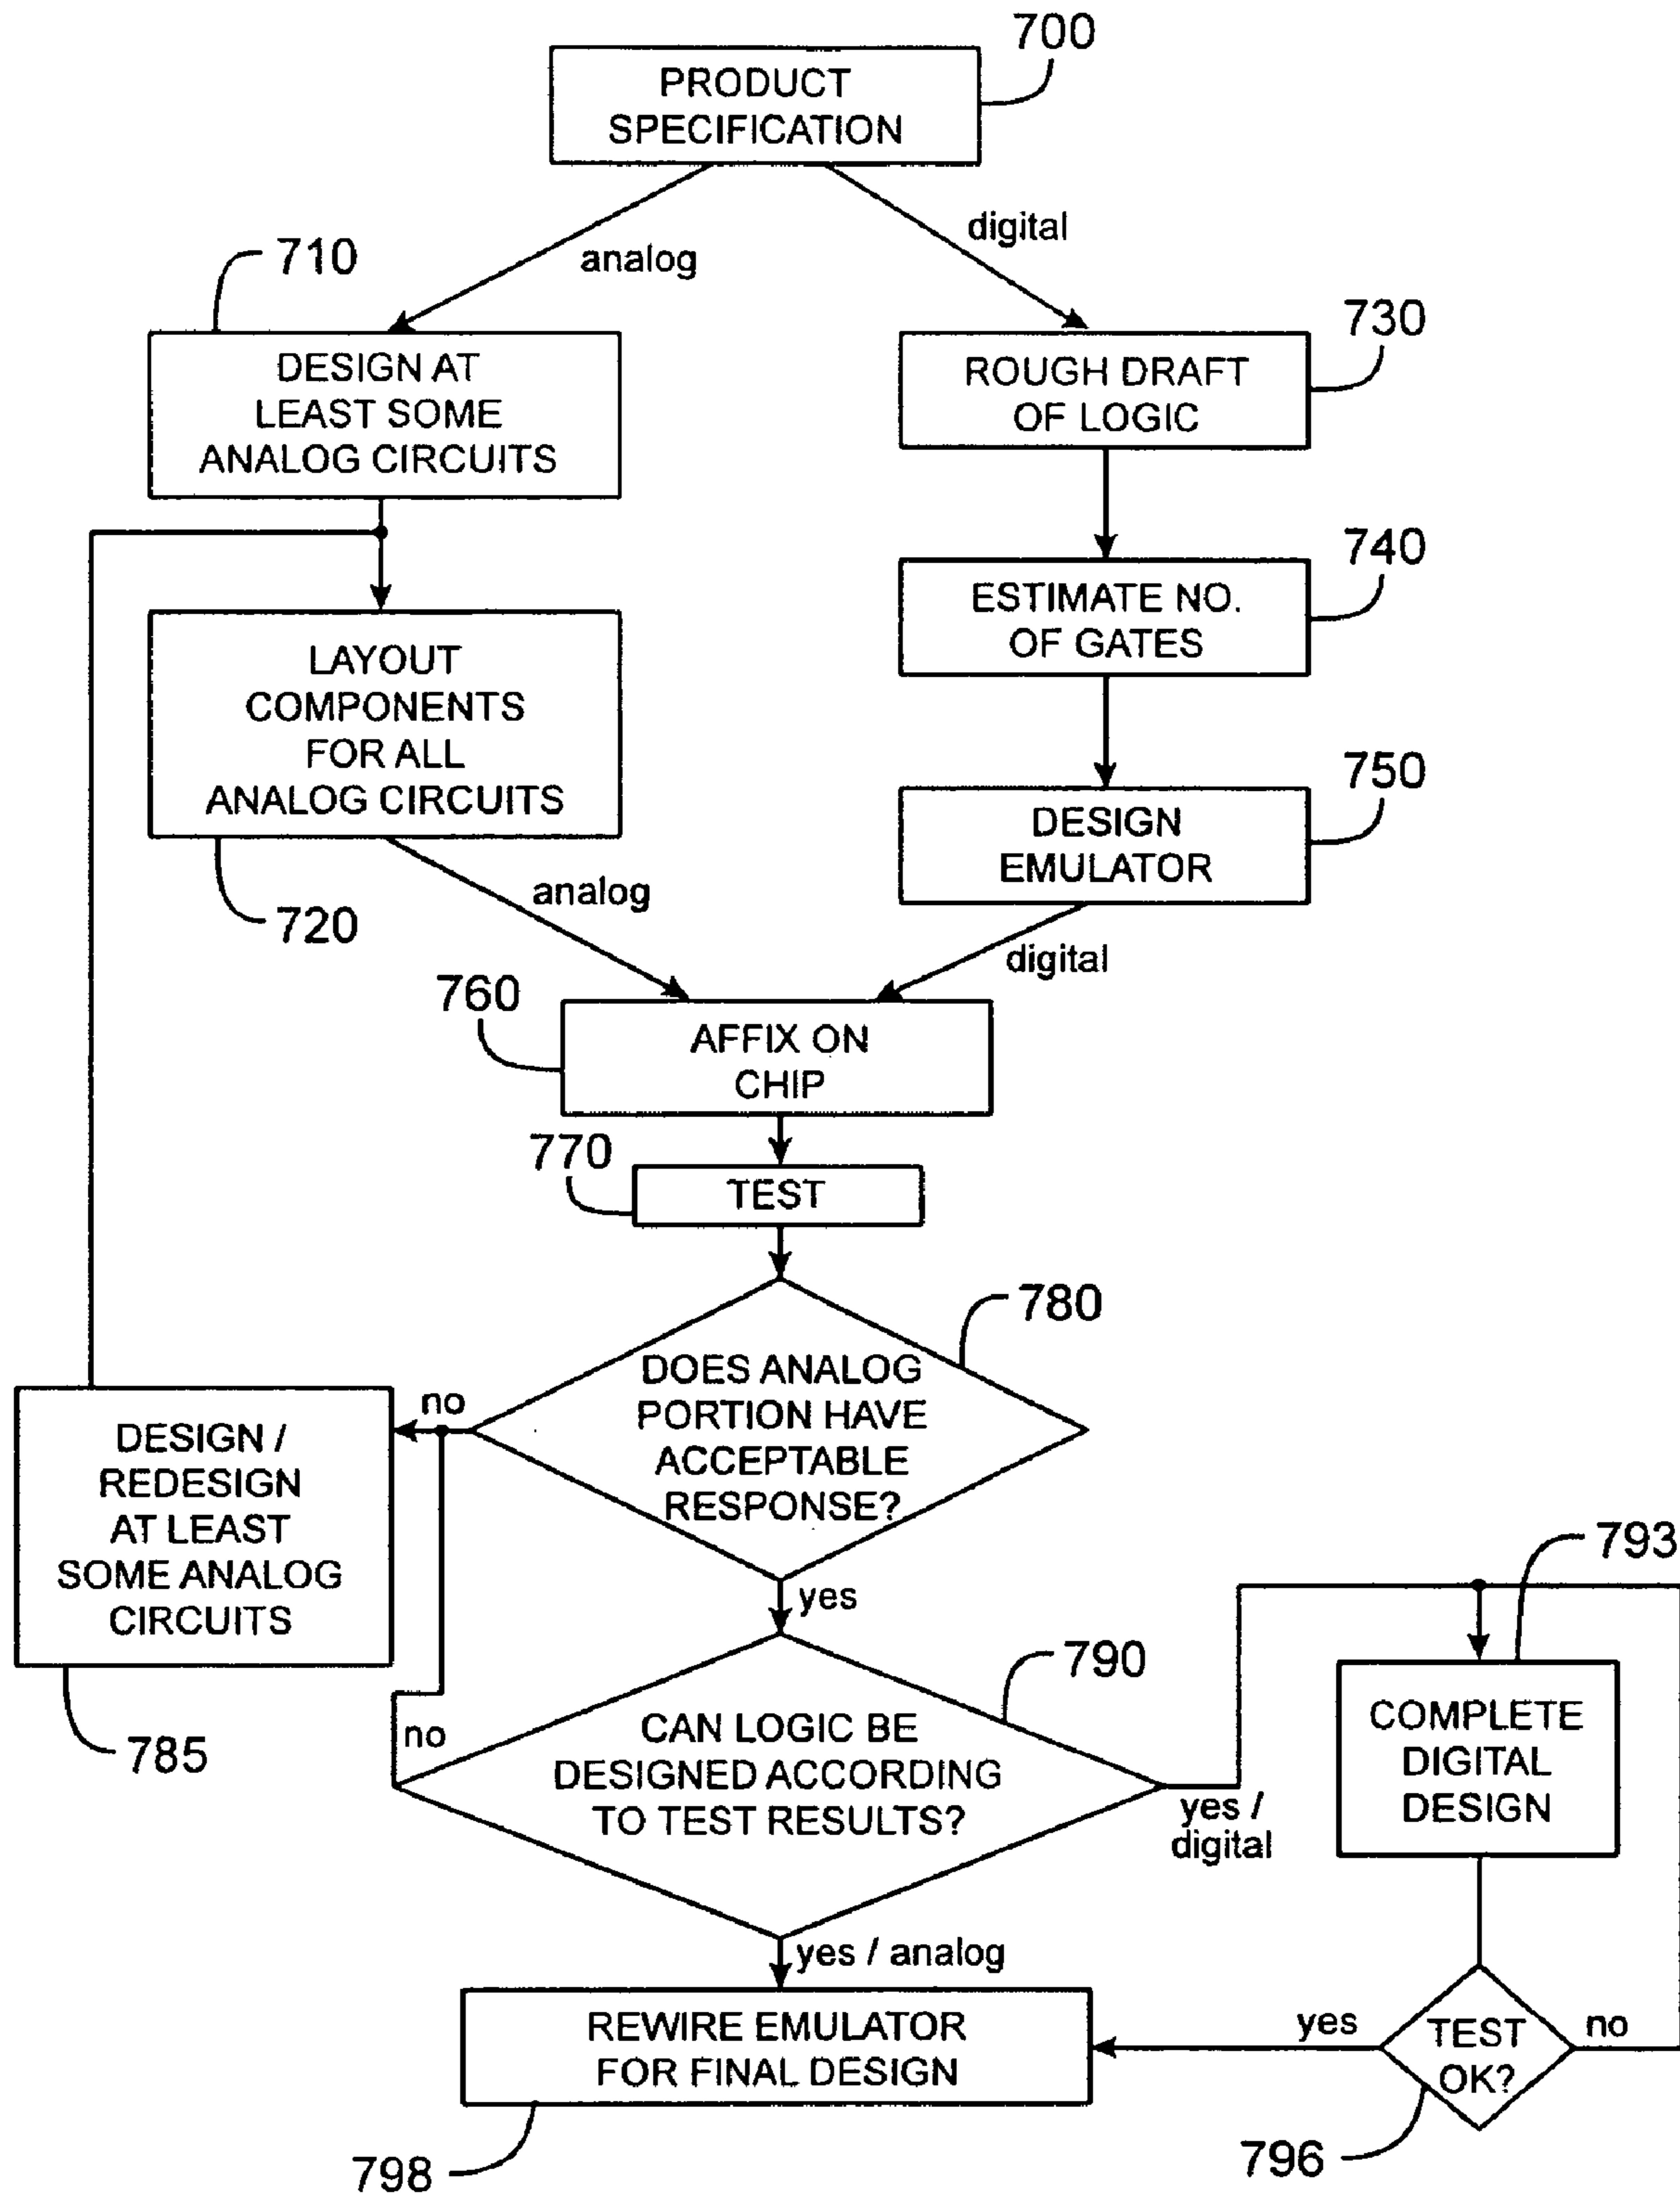 700
PRODUCT
SPECIFICATION
analog
digital
710
DESIGN AT
LEAST SOME
ANALOG CIRCUITS
730
ROUGH DRAFT
OF LOGIC
740
ESTIMATE NO.
OF GATES
LAYOUT
COMPONENTS
FOR ALL
ANALOG CIRCUITS
720
750
DESIGN
EMULATOR
analog
digital
760
AFFIX ON
CHIP
770
TEST
780
DOES ANALOG
PORTION HAVE
ACCEPTABLE
RESPONSE?
no
DESIGN /
REDESIGN
AT LEAST
SOME ANALOG
CIRCUITS
785
yes
790
CAN LOGIC BE
DESIGNED ACCORDING
TO TEST RESULTS?
no
yes /
digital
793
COMPLETE
DIGITAL
DESIGN
yes / analog
REWIRE EMULATOR
FOR FINAL DESIGN
798
yes
TEST
OK?
no
796